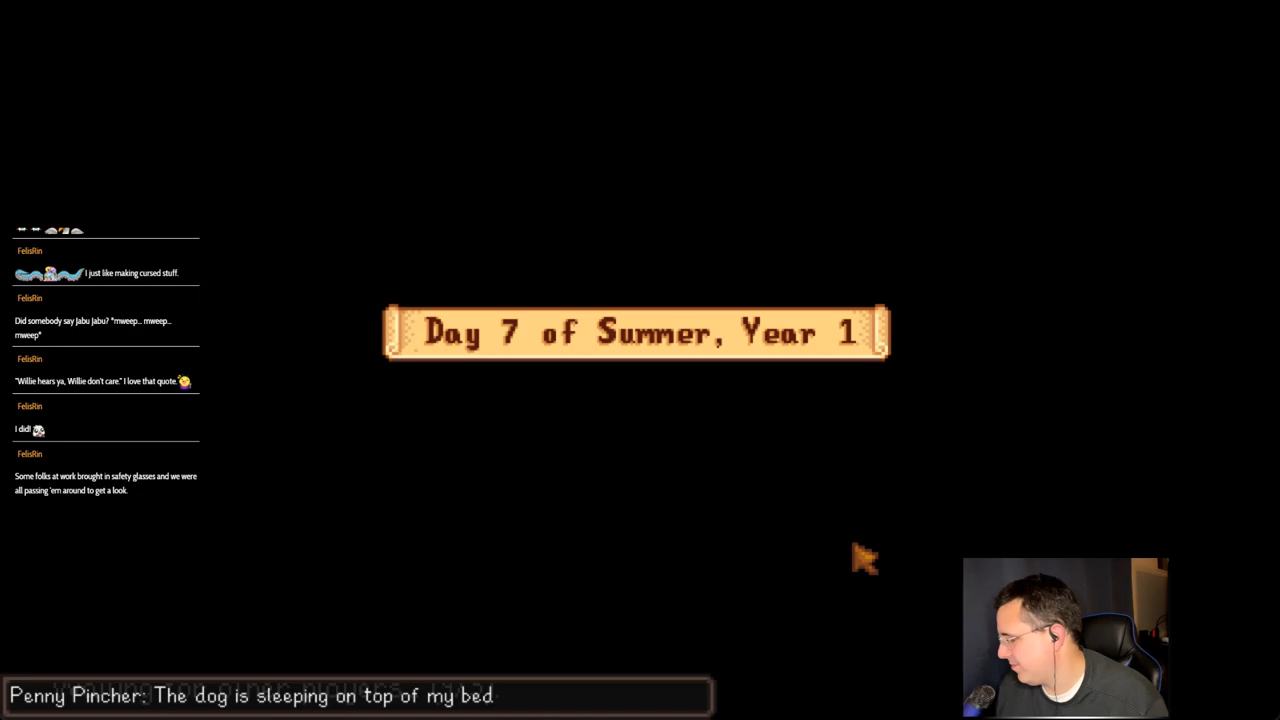 FelisRin
I just like making cursed stuff.
FelisRin
Did somebody say Jabu Jabu? *mweep... mweep...
mweep*
FelisRin
"Willie hears ya, Willie don't care." I love that quote.
FelisRin
I did!
FelisRin
Some folks at work brought in safety glasses and we were
all passing 'em around to get a look.
Day 7 of Summer, Year 1
Penny Pincher: The dog is sleeping on top of my bed